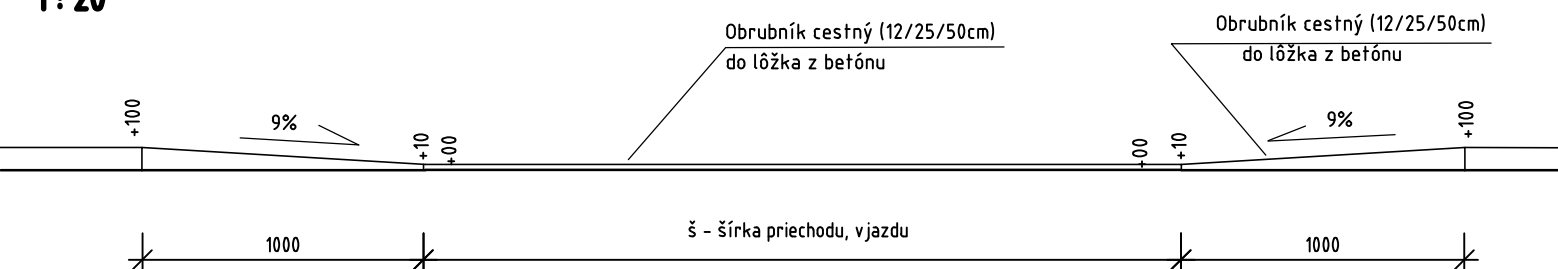 1:20
Obrubník cestný (12/25/50cm)
do lôžka z betónu
Obrubník cestný (12/25/50cm)
do lôžka z betónu
+100
9%
+10
+00
+00
+10
9%
+100
1000
š - šírka priechodu, vjazdu
1000